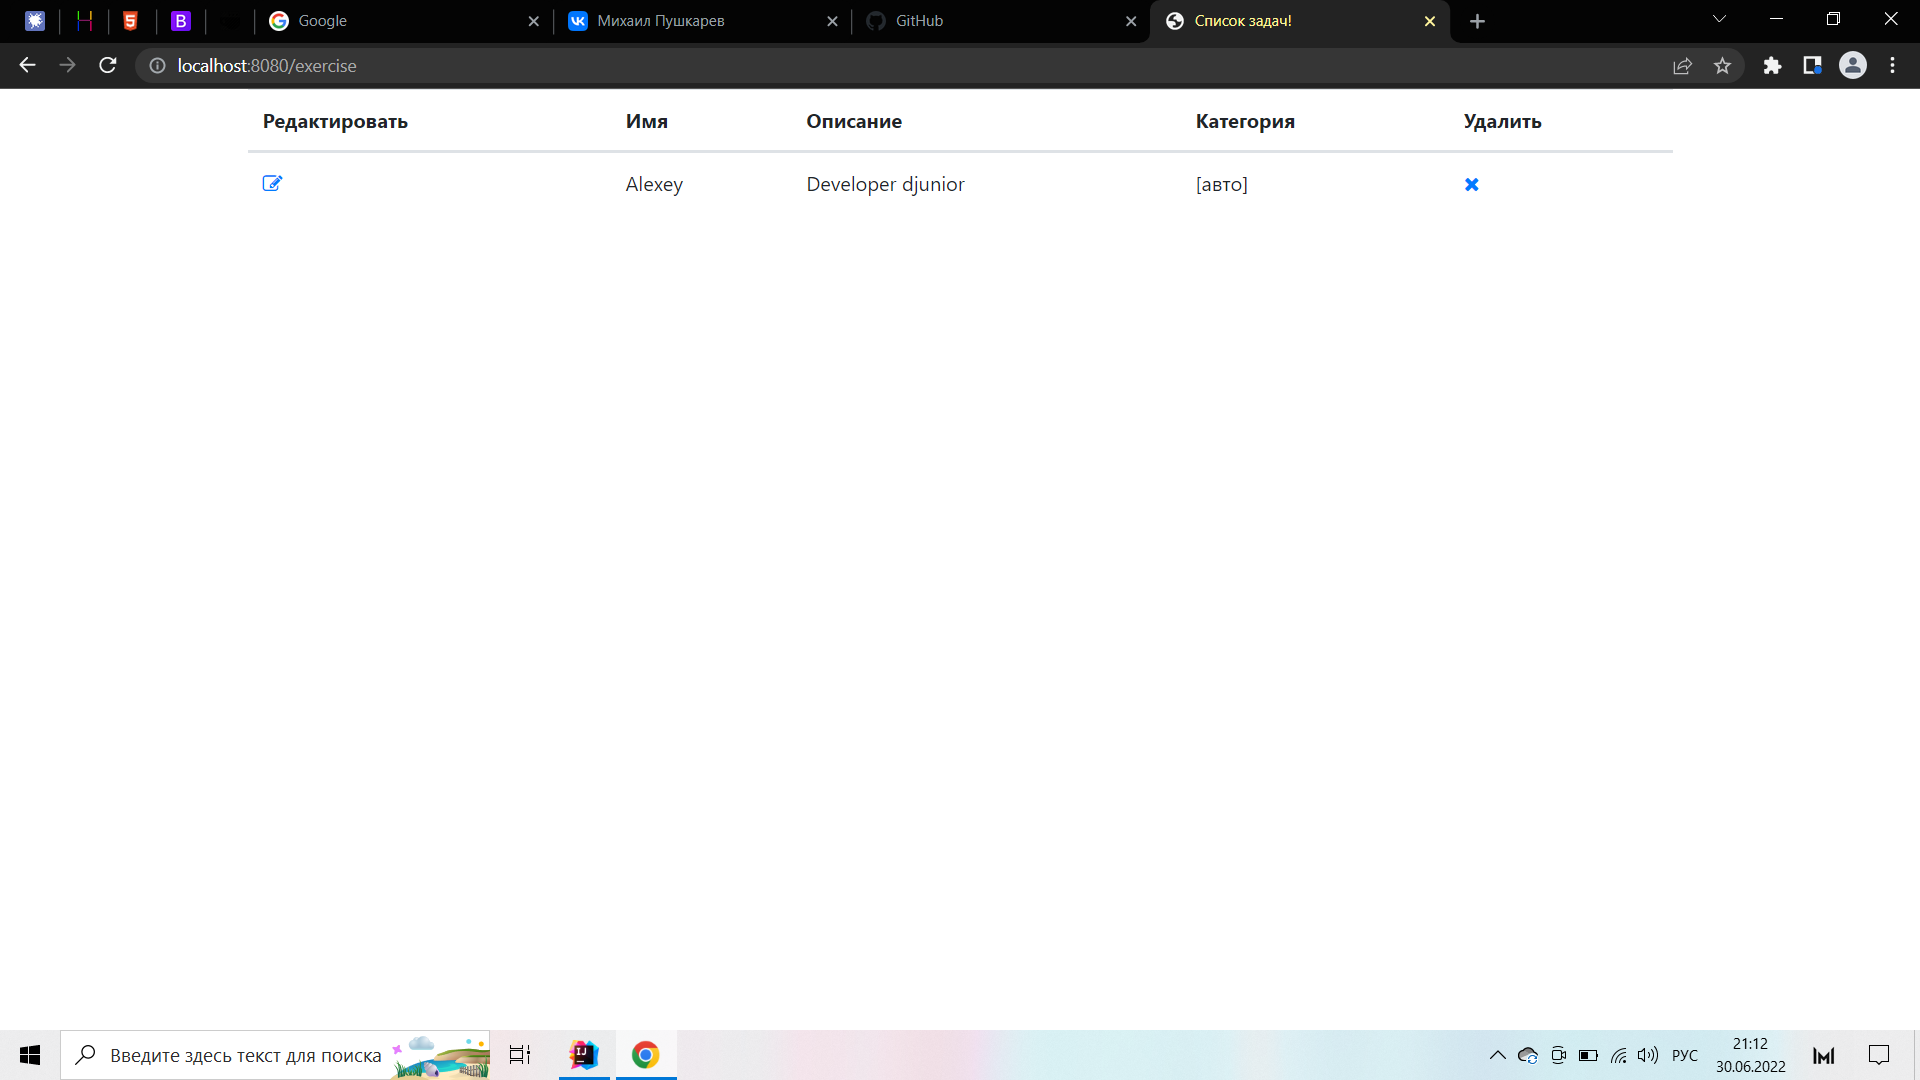 Google
Михаил Пушкарев
GitHub
Список задач!
localhost:8080/exercise
Редактировать Имя Описание Категория Удалить
Alexey Developer djunior [авто]
Введите здесь текст для поиска
РУС
21:12
30.06.2022